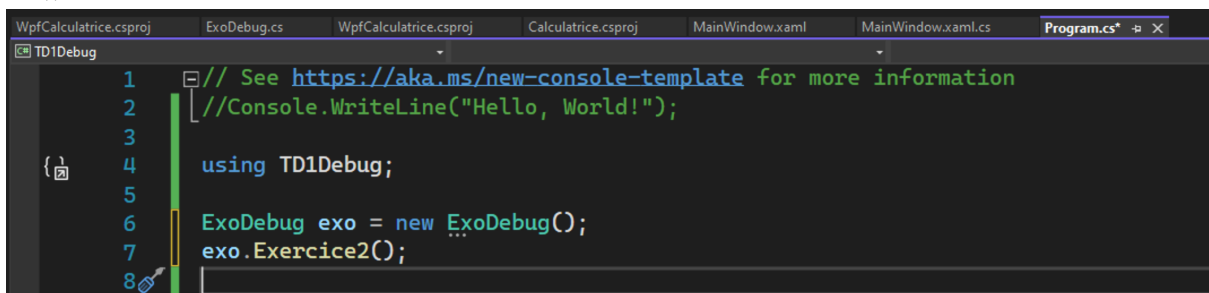 WpfCalculatrice.csproj ExoDebug.cs WpfCalculatrice.csproj Calculatrice.csproj MainWindow.xaml MainWindow.xaml.cs Program.cs*
C# TD1Debug
1 // See https://aka.ms/new-console-template for more information
2 //Console.WriteLine("Hello, World!");
3
4 using TD1Debug;
5
6 ExoDebug exo = new ExoDebug();
7 exo.Exercice2();
8